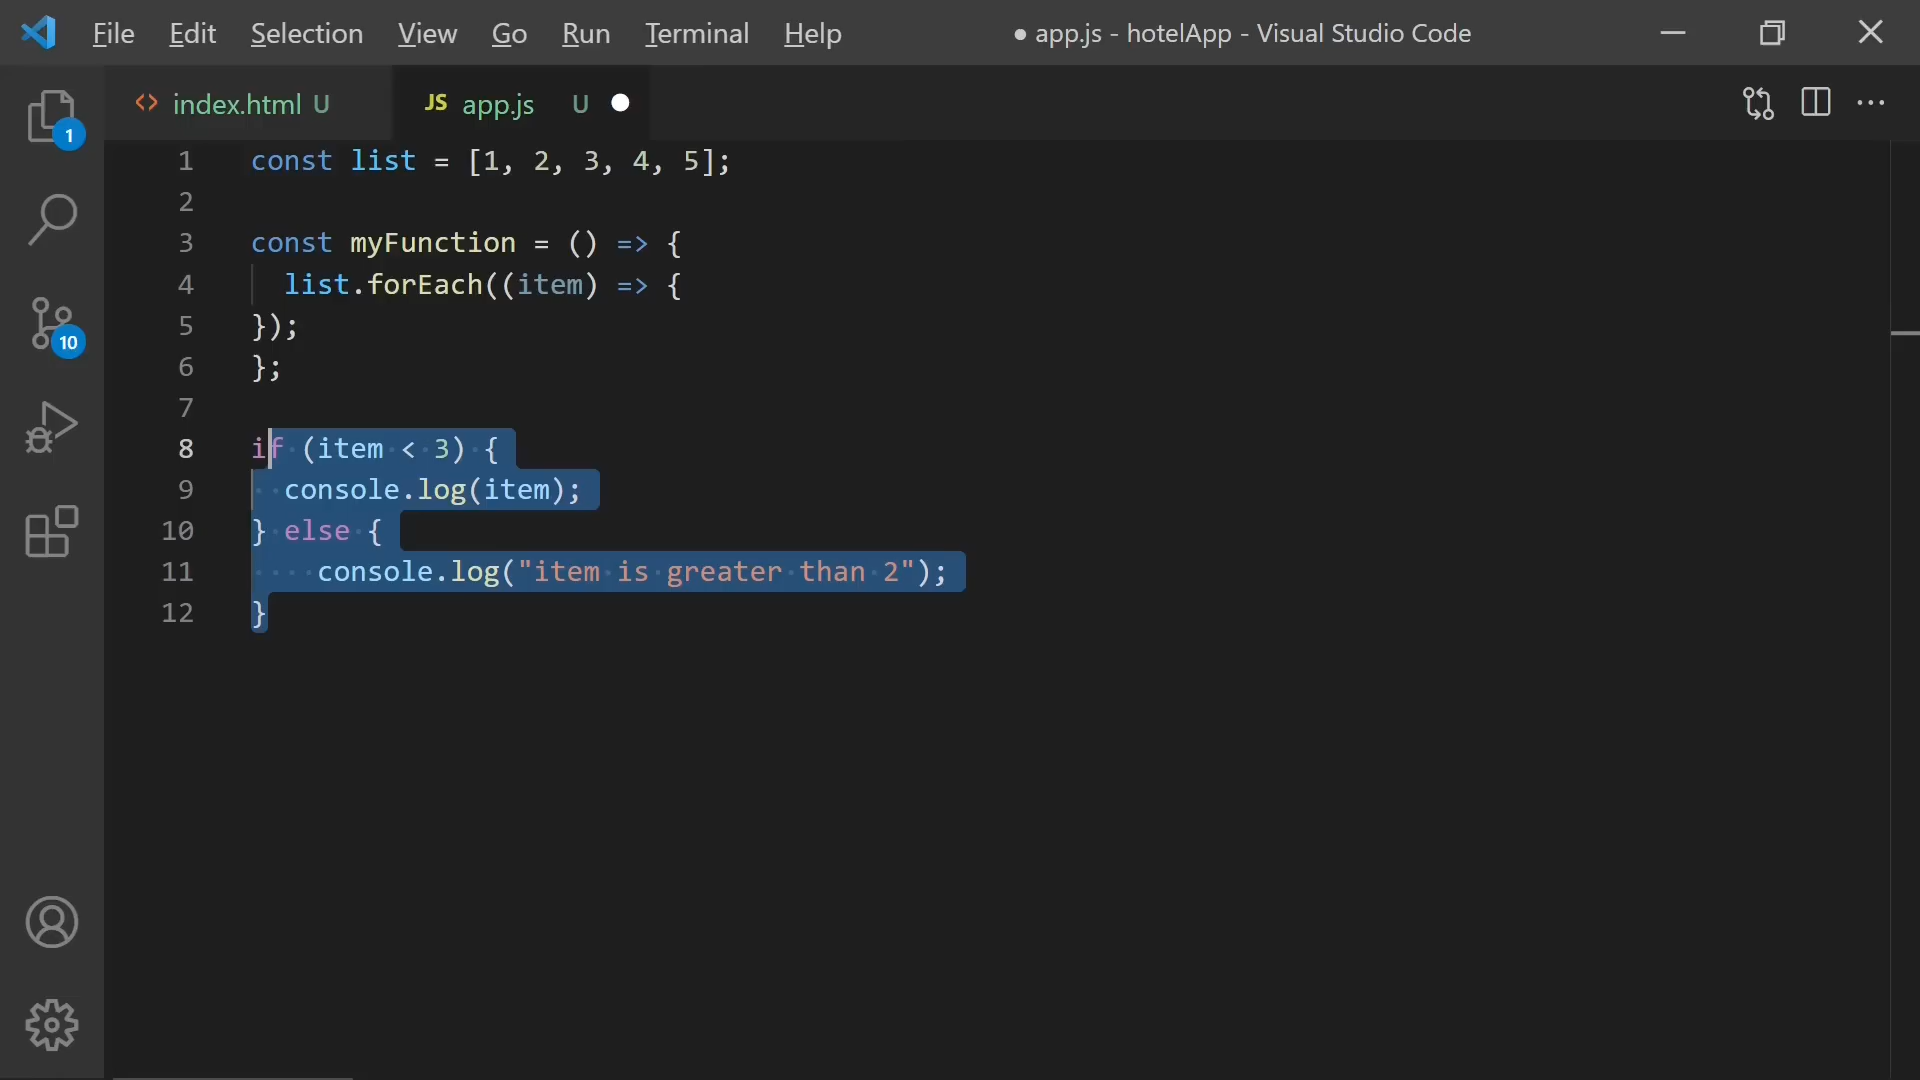 File Edit Selection View Go Run Terminal Help ● app.js - hotelApp - Visual Studio Code
index.html U JS app.js U
1 const list = [1, 2, 3, 4, 5];
2
3 const myFunction = () => {
4 list.forEach((item) => {
5 });
6 };
7
8 if (item < 3) {
9 console.log(item);
10 } else {
11 console.log("item is greater than 2");
12 }
1
10